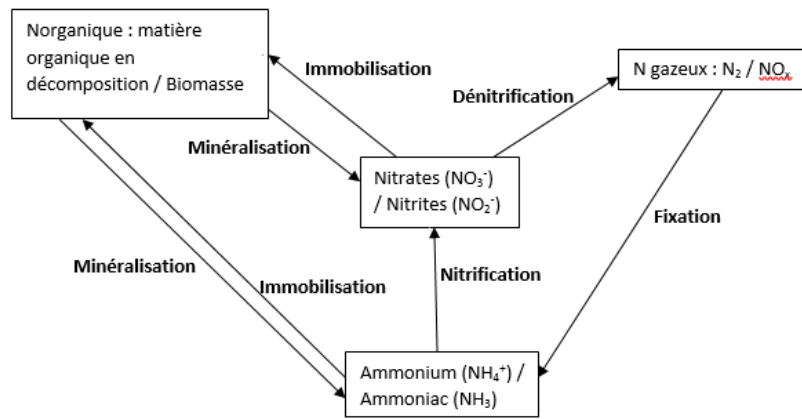 Norganique : matière
organique en
décomposition / Biomasse
Immobilisation
N gazeux : N₂ / NOₓ
Dénitrification
Minéralisation
Nitrates (NO₃⁻)
/ Nitrites (NO₂⁻)
Fixation
Minéralisation
Immobilisation
Nitrification
Ammonium (NH₄⁺) /
Ammoniac (NH₃)